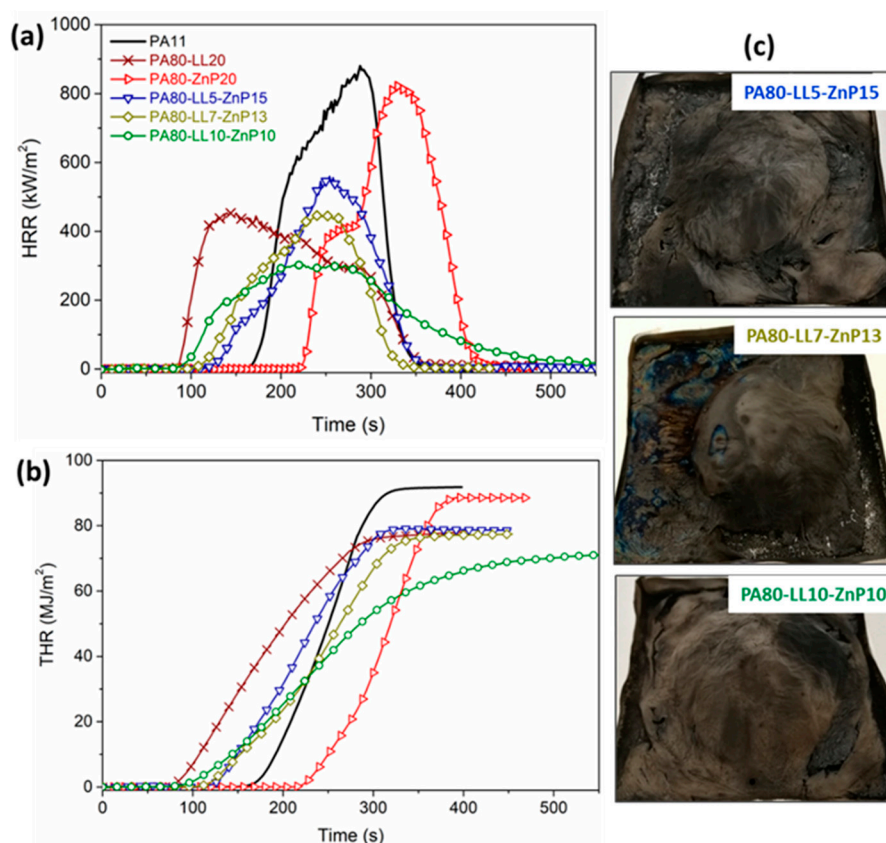 (a)
PA11
PA80-LL20
PA80-ZnP20
PA80-LL5-ZnP15
PA80-LL7-ZnP13
PA80-LL10-ZnP10
HRR (kW/m²)
1000
800
600
400
200
0
0 100 200 300 400 500
Time (s)
(b)
THR (MJ/m²)
100
80
60
40
20
0
0 100 200 300 400 500
Time (s)
(c)
PA80-LL5-ZnP15
PA80-LL7-ZnP13
PA80-LL10-ZnP10